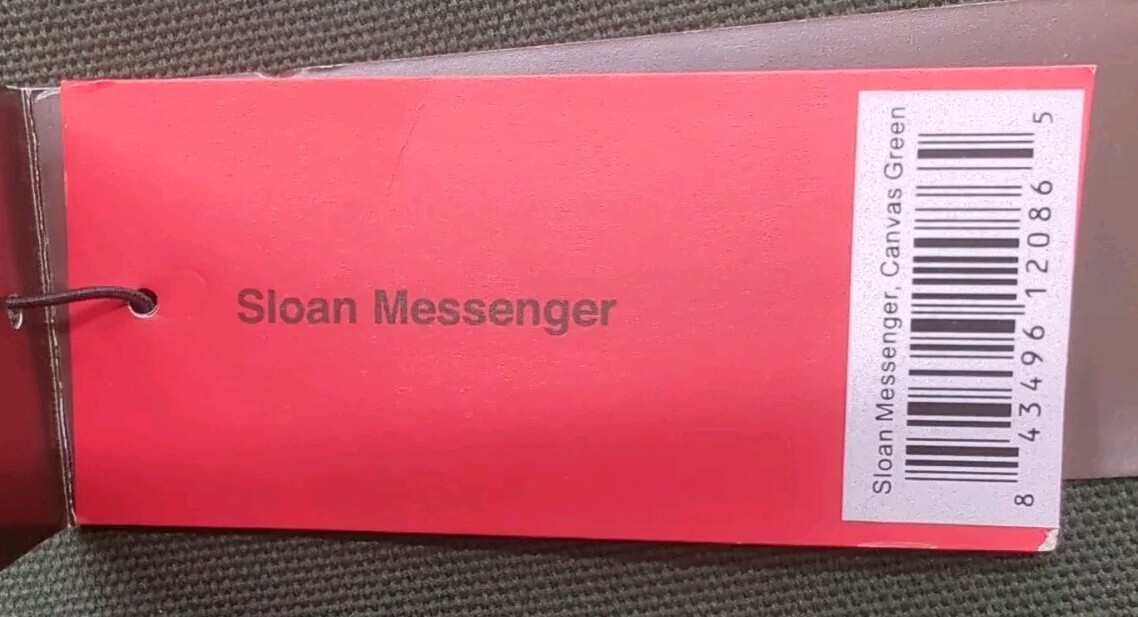 Sloan Messenger
Sloan Messenger, Canvas Green
8 43496 12086 5